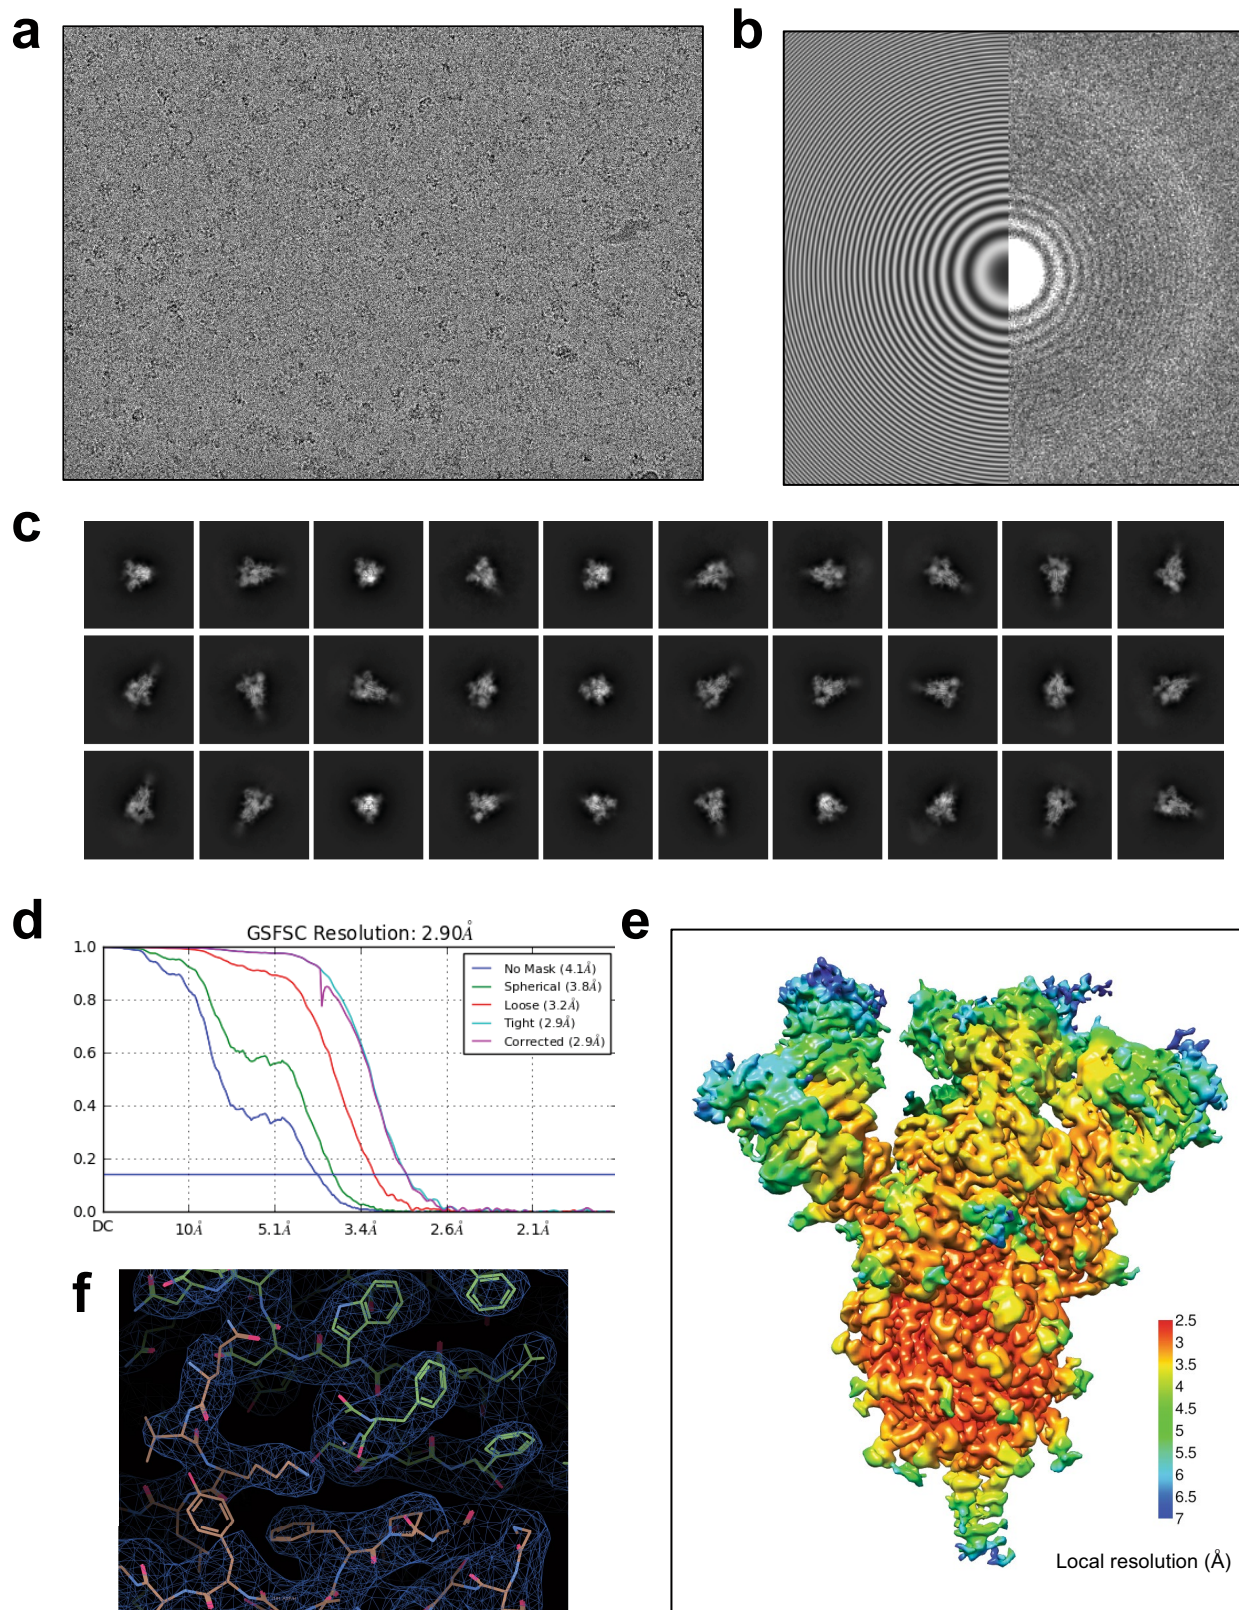 a
b
c
d
GSFSC Resolution: 2.90Å
1.0
0.8
0.6
0.4
0.2
0.0
DC
10Å
5.1Å
3.4Å
2.6Å
2.1Å
No Mask (4.1Å)
Spherical (3.8Å)
Loose (3.2Å)
Tight (2.9Å)
Corrected (2.9Å)
e
2.5
3
3.5
4
4.5
5
5.5
6
6.5
7
Local resolution (Å)
f